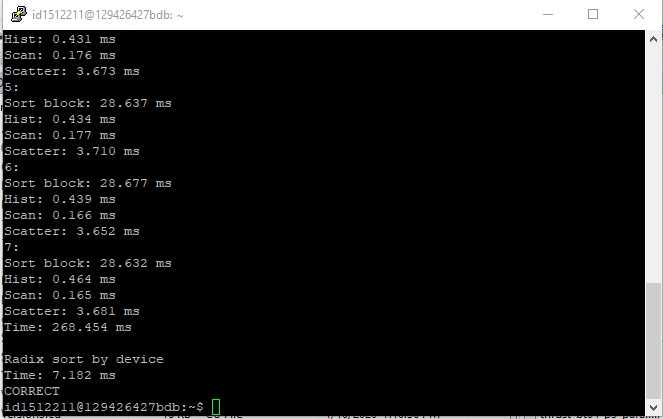 id1512211@129426427bdb: ~
Hist: 0.431 ms
Scan: 0.176 ms
Scatter: 3.673 ms
5:
Sort block: 28.637 ms
Hist: 0.434 ms
Scan: 0.177 ms
Scatter: 3.710 ms
6:
Sort block: 28.677 ms
Hist: 0.439 ms
Scan: 0.166 ms
Scatter: 3.652 ms
7:
Sort block: 28.632 ms
Hist: 0.464 ms
Scan: 0.165 ms
Scatter: 3.681 ms
Time: 268.454 ms
Radix sort by device
Time: 7.182 ms
CORRECT
id1512211@129426427bdb:~$